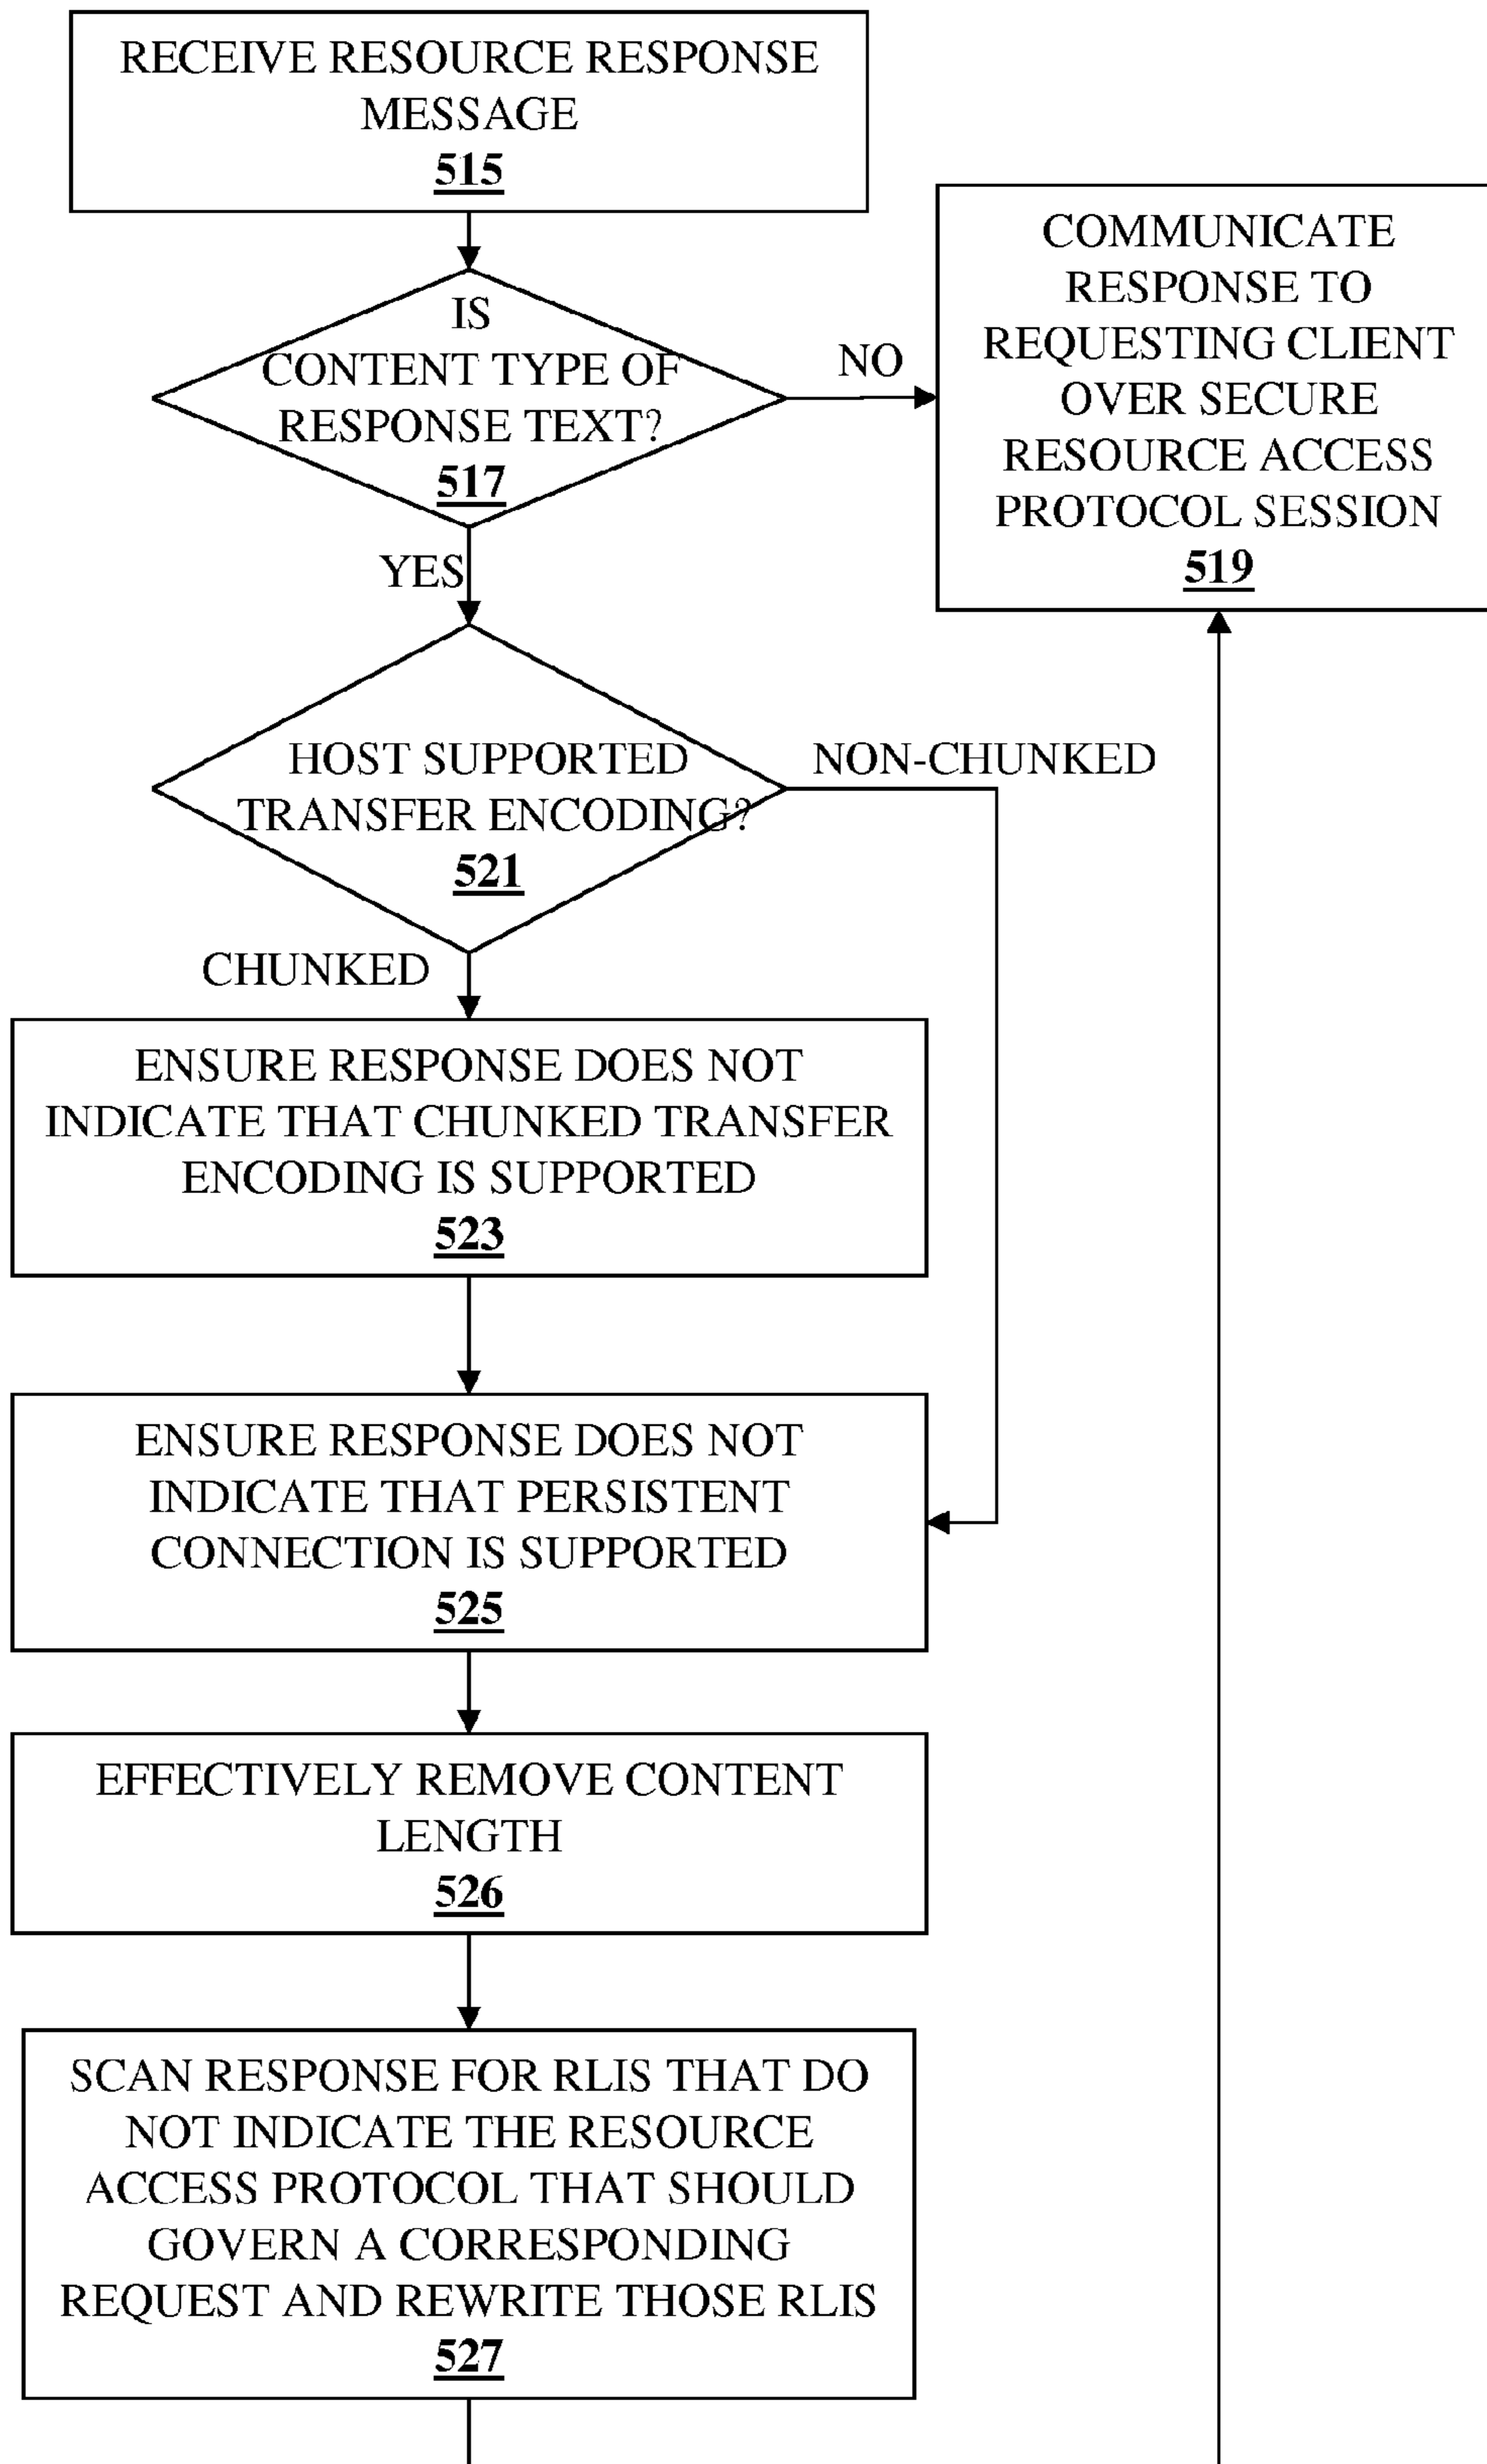 RECEIVE RESOURCE RESPONSE
MESSAGE
515
IS
CONTENT TYPE OF
RESPONSE TEXT?
517
NO
COMMUNICATE
RESPONSE TO
REQUESTING CLIENT
OVER SECURE
RESOURCE ACCESS
PROTOCOL SESSION
519
YES
HOST SUPPORTED
TRANSFER ENCODING?
521
NON-CHUNKED
CHUNKED
ENSURE RESPONSE DOES NOT
INDICATE THAT CHUNKED TRANSFER
ENCODING IS SUPPORTED
523
ENSURE RESPONSE DOES NOT
INDICATE THAT PERSISTENT
CONNECTION IS SUPPORTED
525
EFFECTIVELY REMOVE CONTENT
LENGTH
526
SCAN RESPONSE FOR RLIS THAT DO
NOT INDICATE THE RESOURCE
ACCESS PROTOCOL THAT SHOULD
GOVERN A CORRESPONDING
REQUEST AND REWRITE THOSE RLIS
527